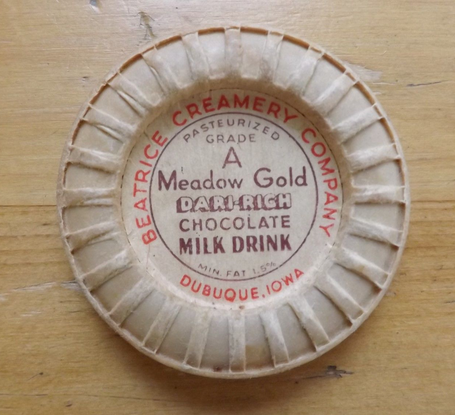 BEATRICE CREAMERY COMPANY
PASTEURIZED
GRADE
A
Meadow Gold
DARI-RICH
CHOCOLATE
MILK DRINK
MIN. FAT 1.5%
DUBUQUE, IOWA